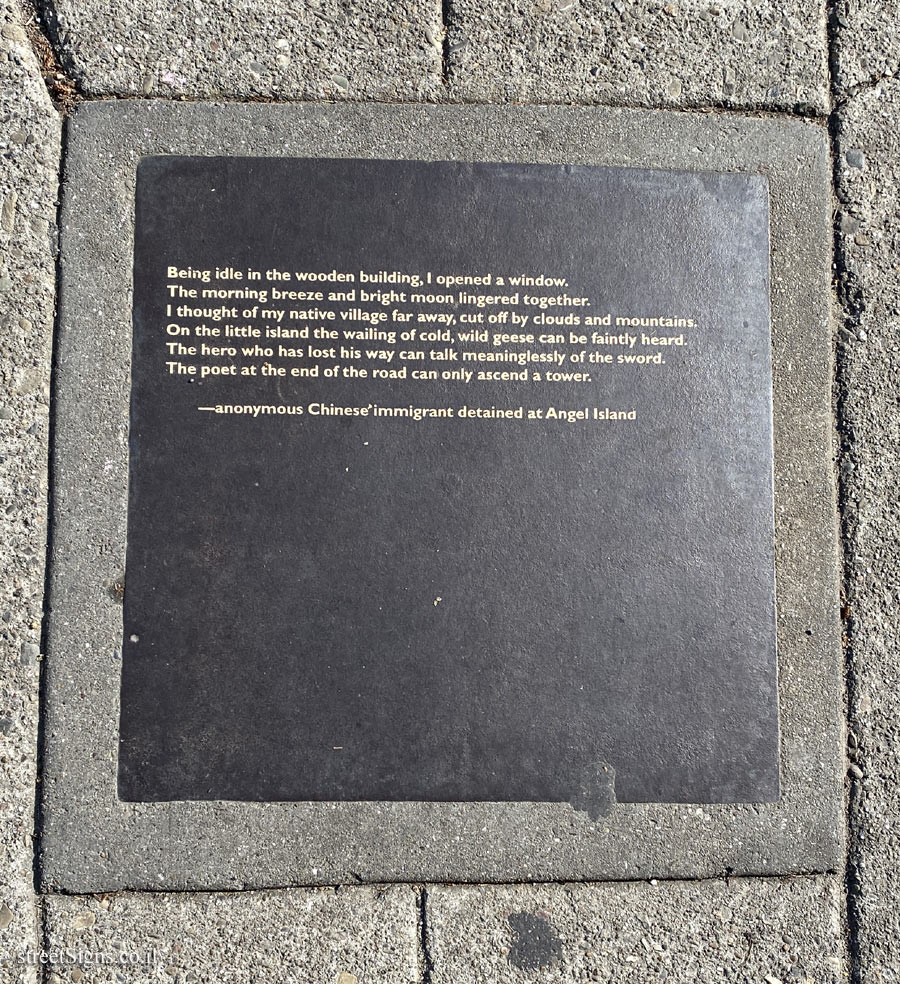 Being idle in the wooden building, I opened a window.
The morning breeze and bright moon lingered together.
I thought of my native village far away, cut off by clouds and mountains.
On the little island the wailing of cold, wild geese can be faintly heard.
The hero who has lost his way can talk meaninglessly of the sword.
The poet at the end of the road can only ascend a tower.
—anonymous Chinese immigrant detained at Angel Island
streetSigns.co.il